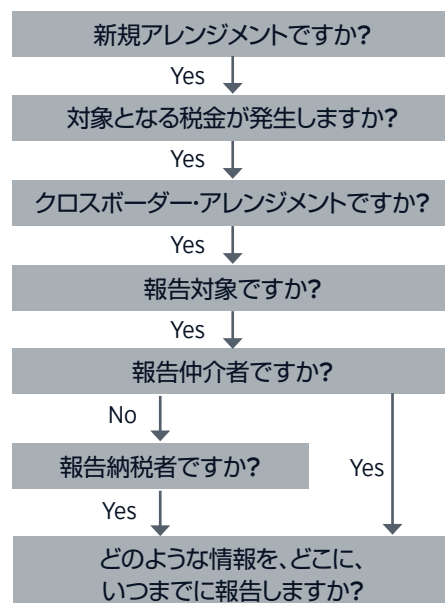 新規アレンジメントですか?
Yes
対象となる税金が発生しますか?
Yes
クロスボーダー・アレンジメントですか?
Yes
報告対象ですか?
Yes
報告仲介者ですか?
No
報告納税者ですか?
Yes
Yes
どのような情報を、どこに、
いつまでに報告しますか?